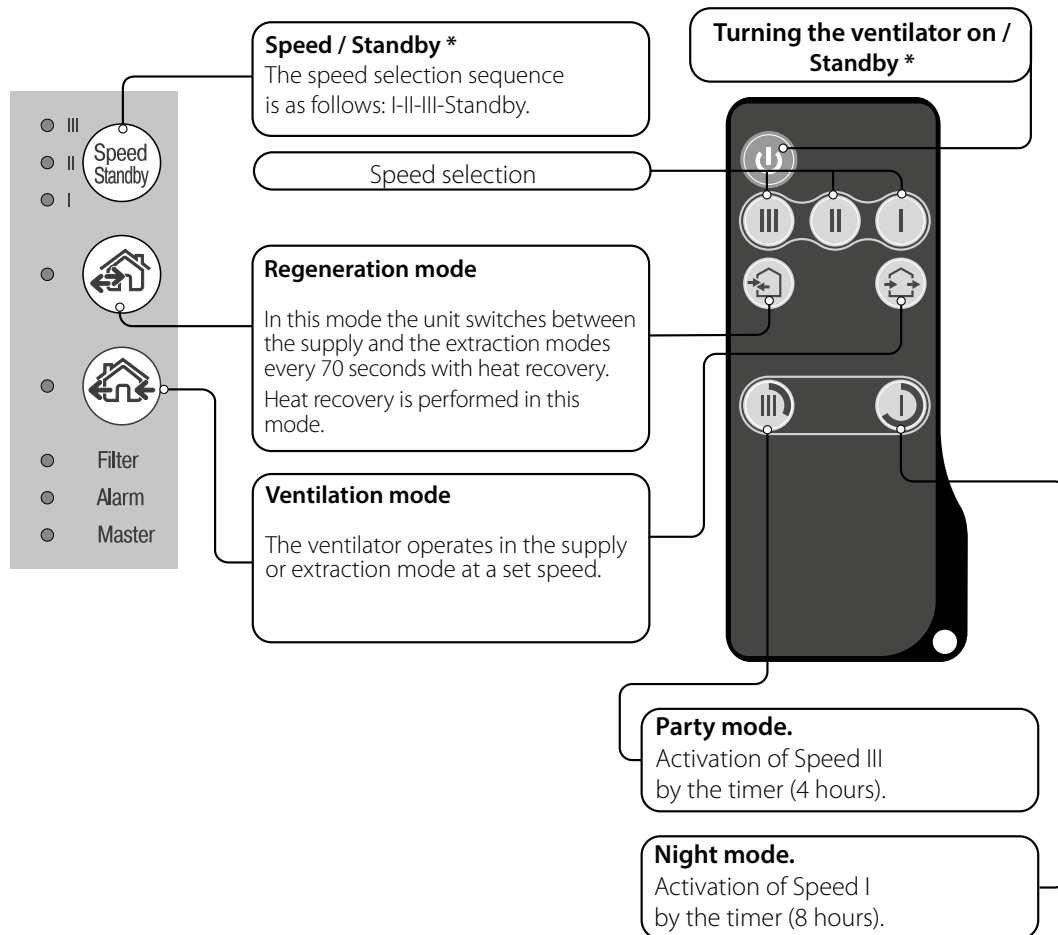 Speed / Standby *
The speed selection sequence
is as follows: I-II-III-Standby.
Turning the ventilator on /
Standby *
III
II
I
Speed
Standby
Speed selection
III
II
I
Regeneration mode
In this mode the unit switches between
the supply and the extraction modes
every 70 seconds with heat recovery.
Heat recovery is performed in this
mode.
III
I
Filter
Alarm
Master
Ventilation mode
The ventilator operates in the supply
or extraction mode at a set speed.
Party mode.
Activation of Speed III
by the timer (4 hours).
Night mode.
Activation of Speed I
by the timer (8 hours).